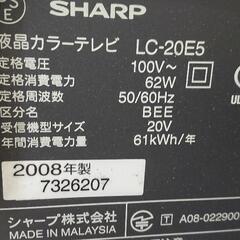 SHARP
液晶カラーテレビ LC-20E5
定格電圧 100V~
定格消費電力 62W
定格周波数 50/60Hz
区分名 BEE
受信機型サイズ 20V
年間消費電力量 61kWh/年
2008年製
7326207
シャープ株式会社
MADE IN MALAYSIA
T A08-022900